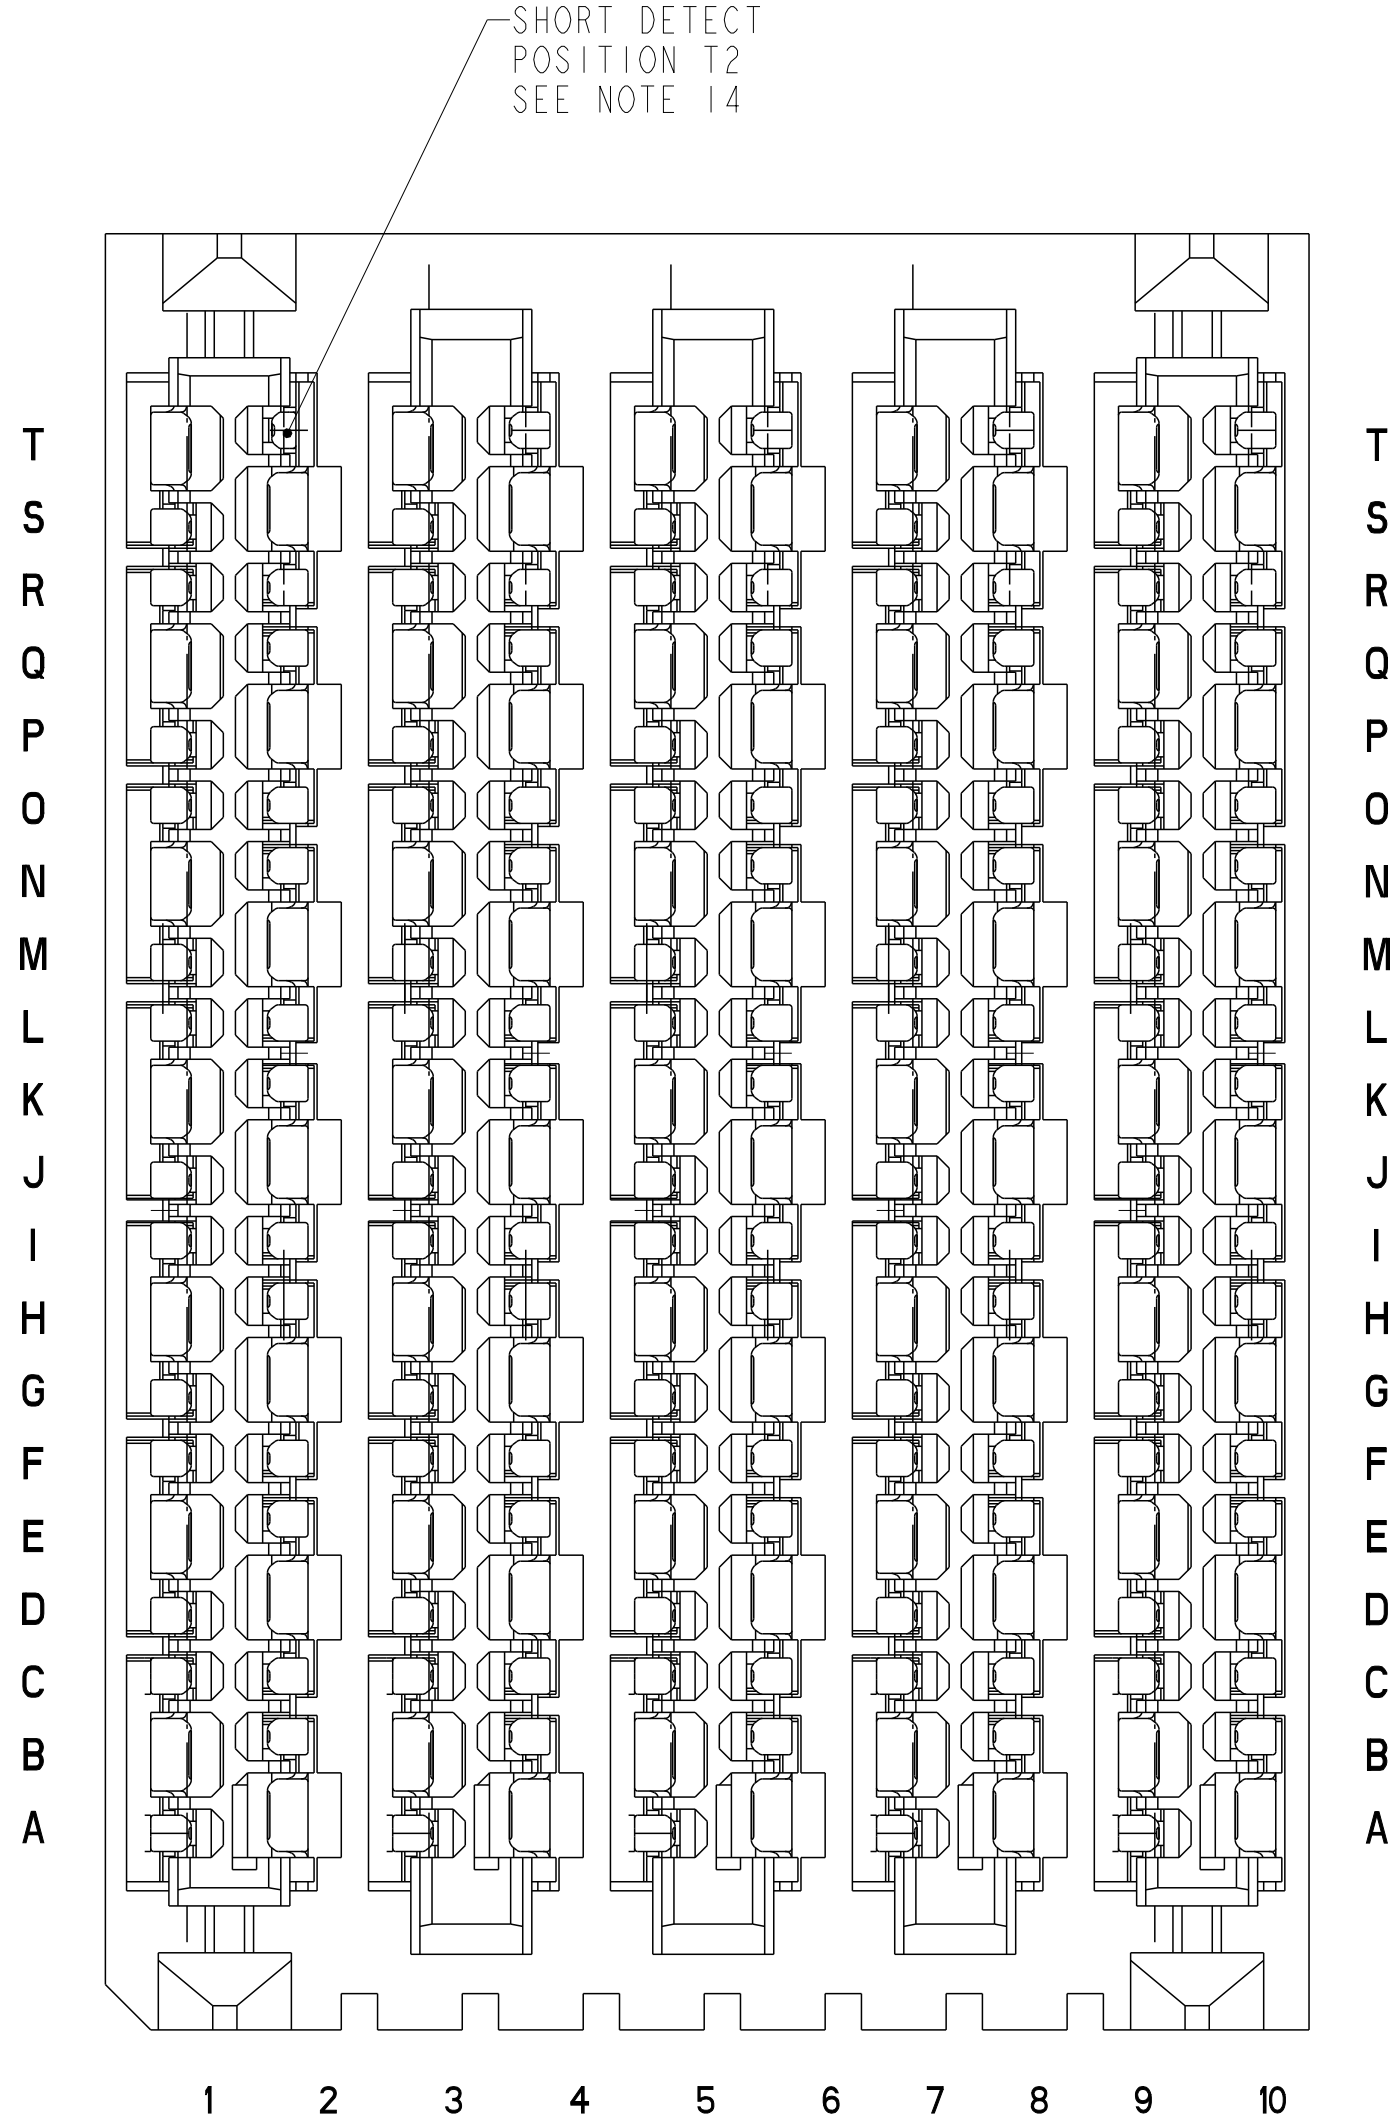 SHORT DETECT
POSITION T2
SEE NOTE 14
T T
S S
R R
Q Q
P P
O O
N N
M M
L L
K K
J J
I I
H H
G G
F F
E E
D D
C C
B B
A A
1 2 3 4 5 6 7 8 9 10